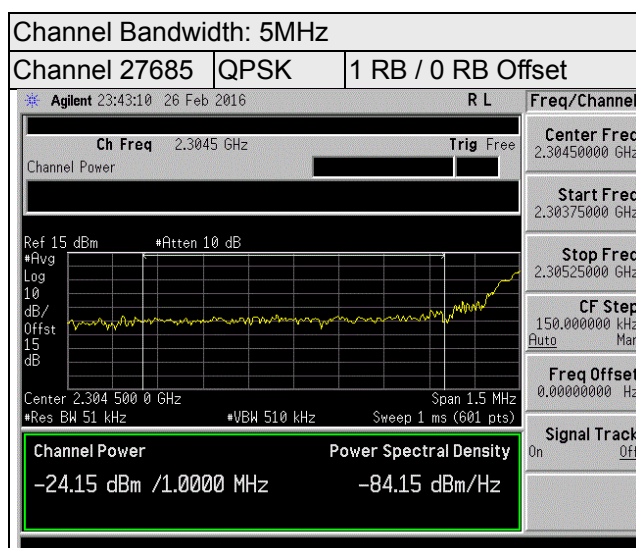 Channel Bandwidth: 5MHz
Channel 27685 QPSK 1 RB / 0 RB Offset
Agilent 23:43:10 26 Feb 2016 R L Freq/Channel
Ch Freq 2.3045 GHz Trig Free
Channel Power
Center Freq
2.30450000 GHz
Start Freq
2.30375000 GHz
Stop Freq
2.30525000 GHz
CF Step
150.000000 kHz
Auto Man
Freq Offset
0.00000000 Hz
Signal Track
On Off
Ref 15 dBm #Atten 10 dB
#Avg
Log
10
dB/
Offst
15
dB
Center 2.304 500 0 GHz Span 1.5 MHz
#Res BW 51 kHz #VBW 510 kHz Sweep 1 ms (601 pts)
Channel Power Power Spectral Density
-24.15 dBm /1.0000 MHz -84.15 dBm/Hz